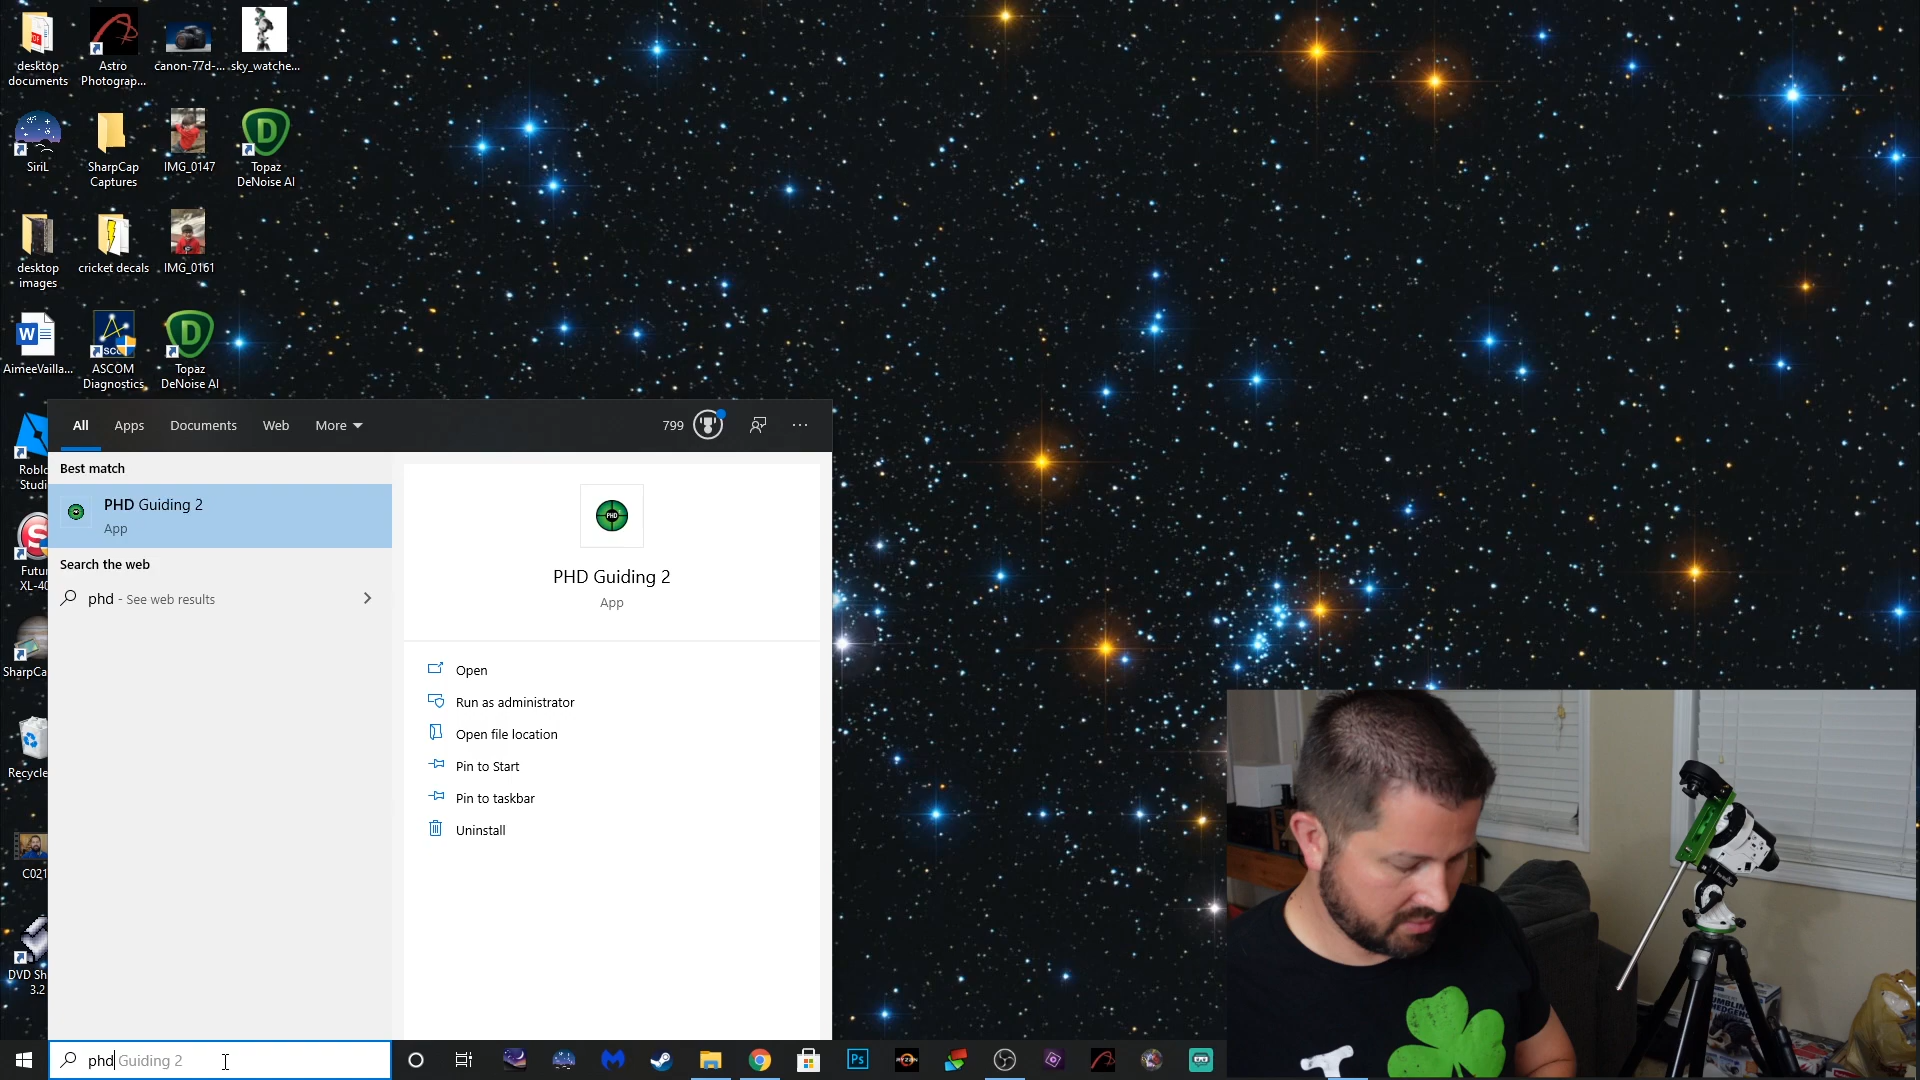 desktop
documents
Astro
Photograp...
canon-77d-...
sky_watche...
SiriL
SharpCap
Captures
IMG_0147
Topaz
DeNoise AI
desktop
images
cricket decals
IMG_0161
AimeeVailla...
ASCOM
Diagnostics
Topaz
DeNoise AI
All
Apps
Documents
Web
More
799
Best match
PHD Guiding 2
App
Search the web
phd - See web results
PHD
PHD Guiding 2
App
Open
Run as administrator
Open file location
Pin to Start
Pin to taskbar
Uninstall
Roblo
Studi
Futur
XL-40
SharpCa
Recycle
C021
DVD Sh
3.2
phd Guiding 2
Ps
RYZEN